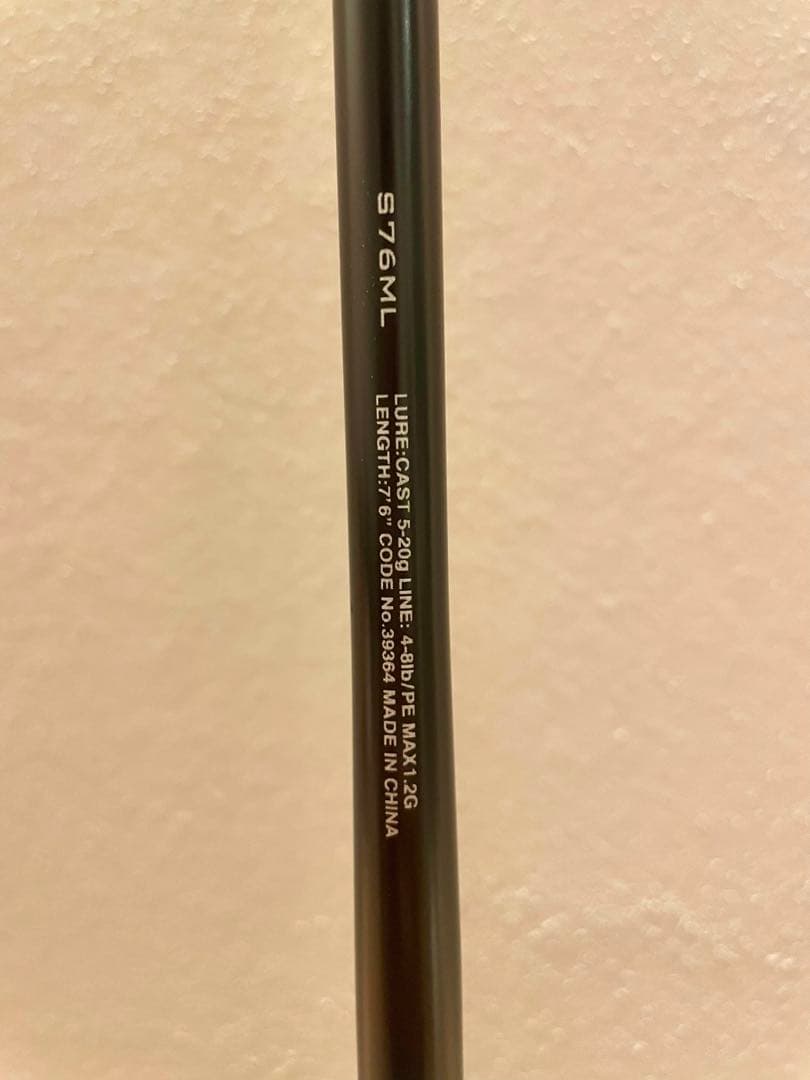 S76ML
LURE:CAST 5-20g LINE: 4-8lb/PE MAX1.2G
LENGTH:7'6" CODE No.39364 MADE IN CHINA